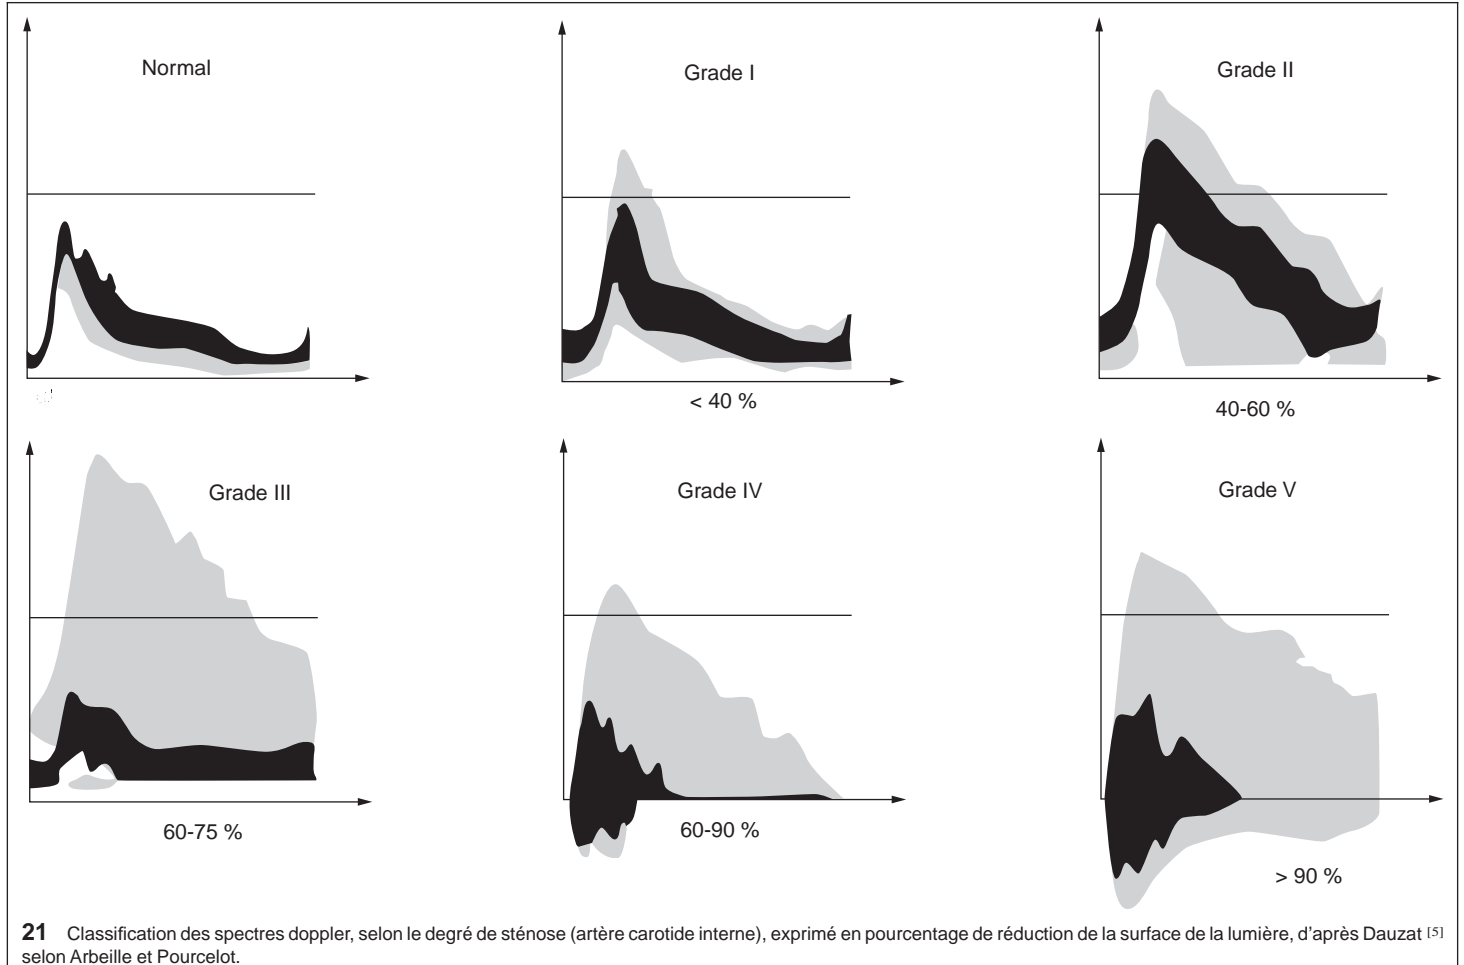 Normal
Grade I
Grade II
< 40 %
40-60 %
Grade III
Grade IV
Grade V
60-75 %
60-90 %
> 90 %
21 Classification des spectres doppler, selon le degré de sténose (artère carotide interne), exprimé en pourcentage de réduction de la surface de la lumière, d'après Dauzat [5]
selon Arbeille et Pourcelot.